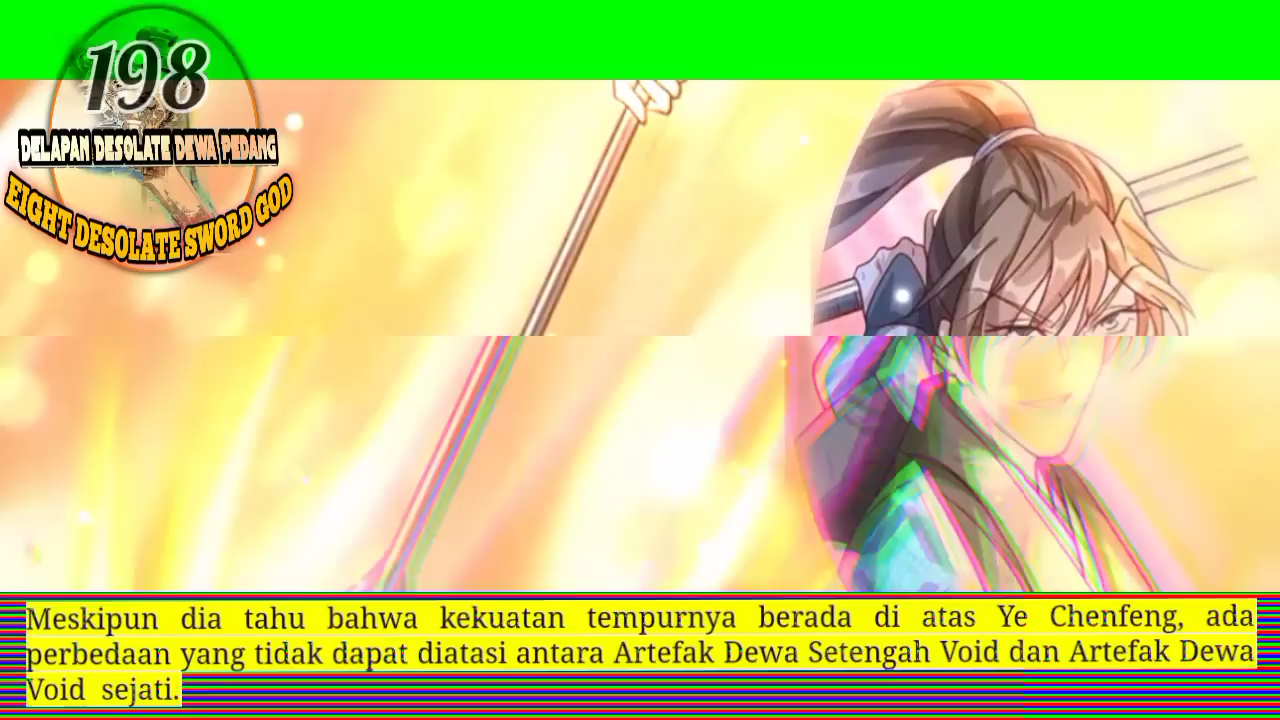 198
DELAPAN DESOLATE DEWA PEDANG
EIGHT DESOLATE SWORD GOD
Meskipun dia tahu bahwa kekuatan tempurnya berada di atas Ye Chenfeng, ada
perbedaan yang tidak dapat diatasi antara Artefak Dewa Setengah Void dan Artefak Dewa
Void sejati.